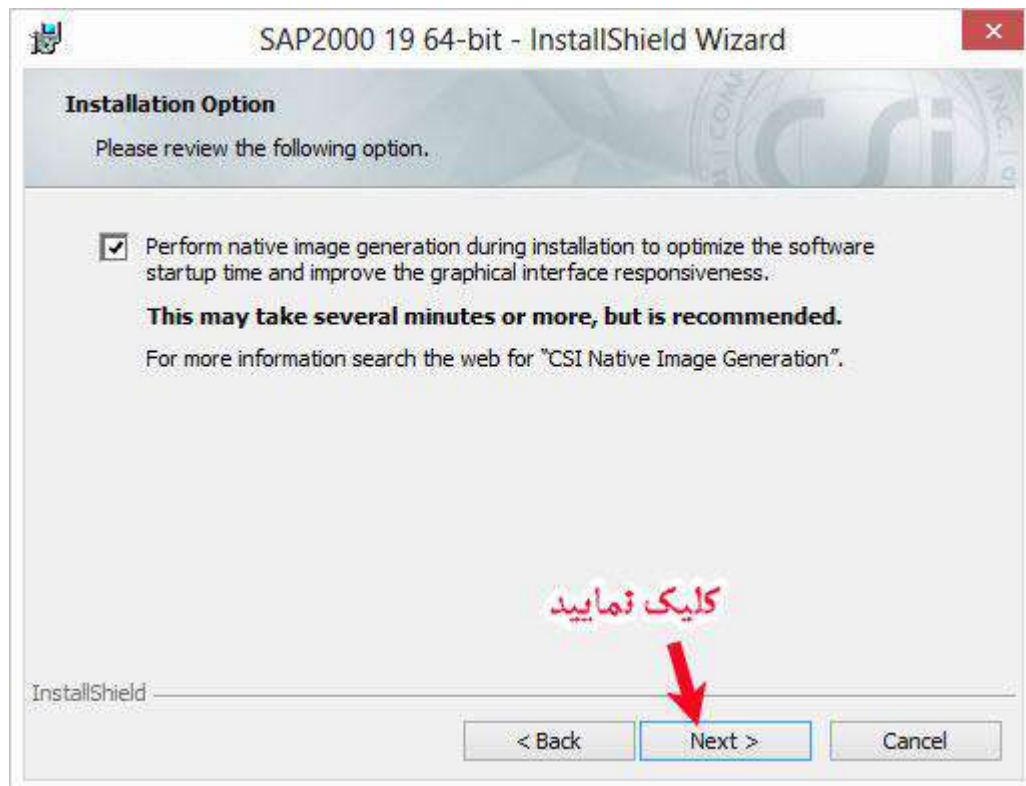 SAP2000 19 64-bit - InstallShield Wizard
Installation Option
Please review the following option.
CSi
Perform native image generation during installation to optimize the software
startup time and improve the graphical interface responsiveness.
This may take several minutes or more, but is recommended.
For more information search the web for "CSI Native Image Generation".
کلیک نمایید
InstallShield
< Back
Next >
Cancel